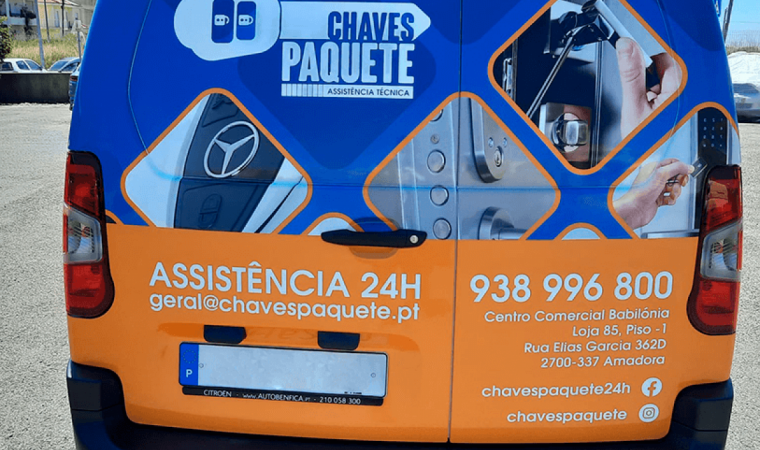 CHAVES
PAQUETE
ASSISTÊNCIA TÉCNICA
ASSISTÊNCIA 24H
geral@chavespaquete.pt
938 996 800
Centro Comercial Babilónia
Loja 85, Piso -1
Rua Elías Garcia 362D
2700-337 Amadora
chavespaquete24h
chavespaquete
P
CITROËN - www.AUTOBENFICA.PT - 210 058 300